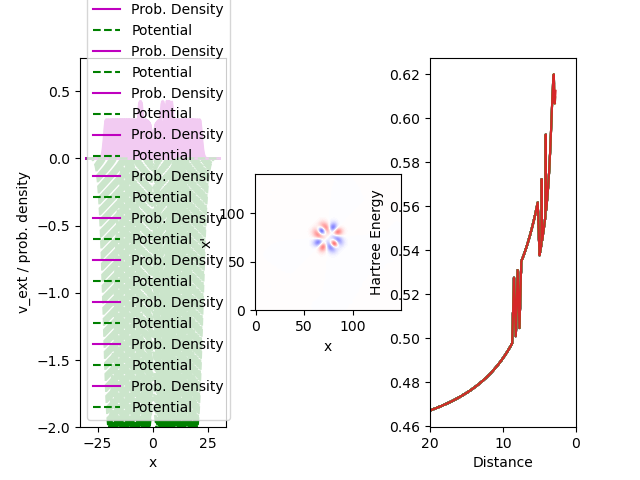 Prob. Density
Potential
Prob. Density
Potential
Prob. Density
Potential
Prob. Density
Potential
Prob. Density
Potential
Prob. Density
Potential
Prob. Density
Potential
Prob. Density
Potential
Prob. Density
Potential
Prob. Density
Potential
0.5
0.0
−0.5
−1.0
−1.5
−2.0
v_ext / prob. density
−25
0
25
x
100
50
0
x'
0
50
100
x
0.62
0.60
0.58
0.56
0.54
0.52
0.50
0.48
0.46
Hartree Energy
20
10
0
Distance